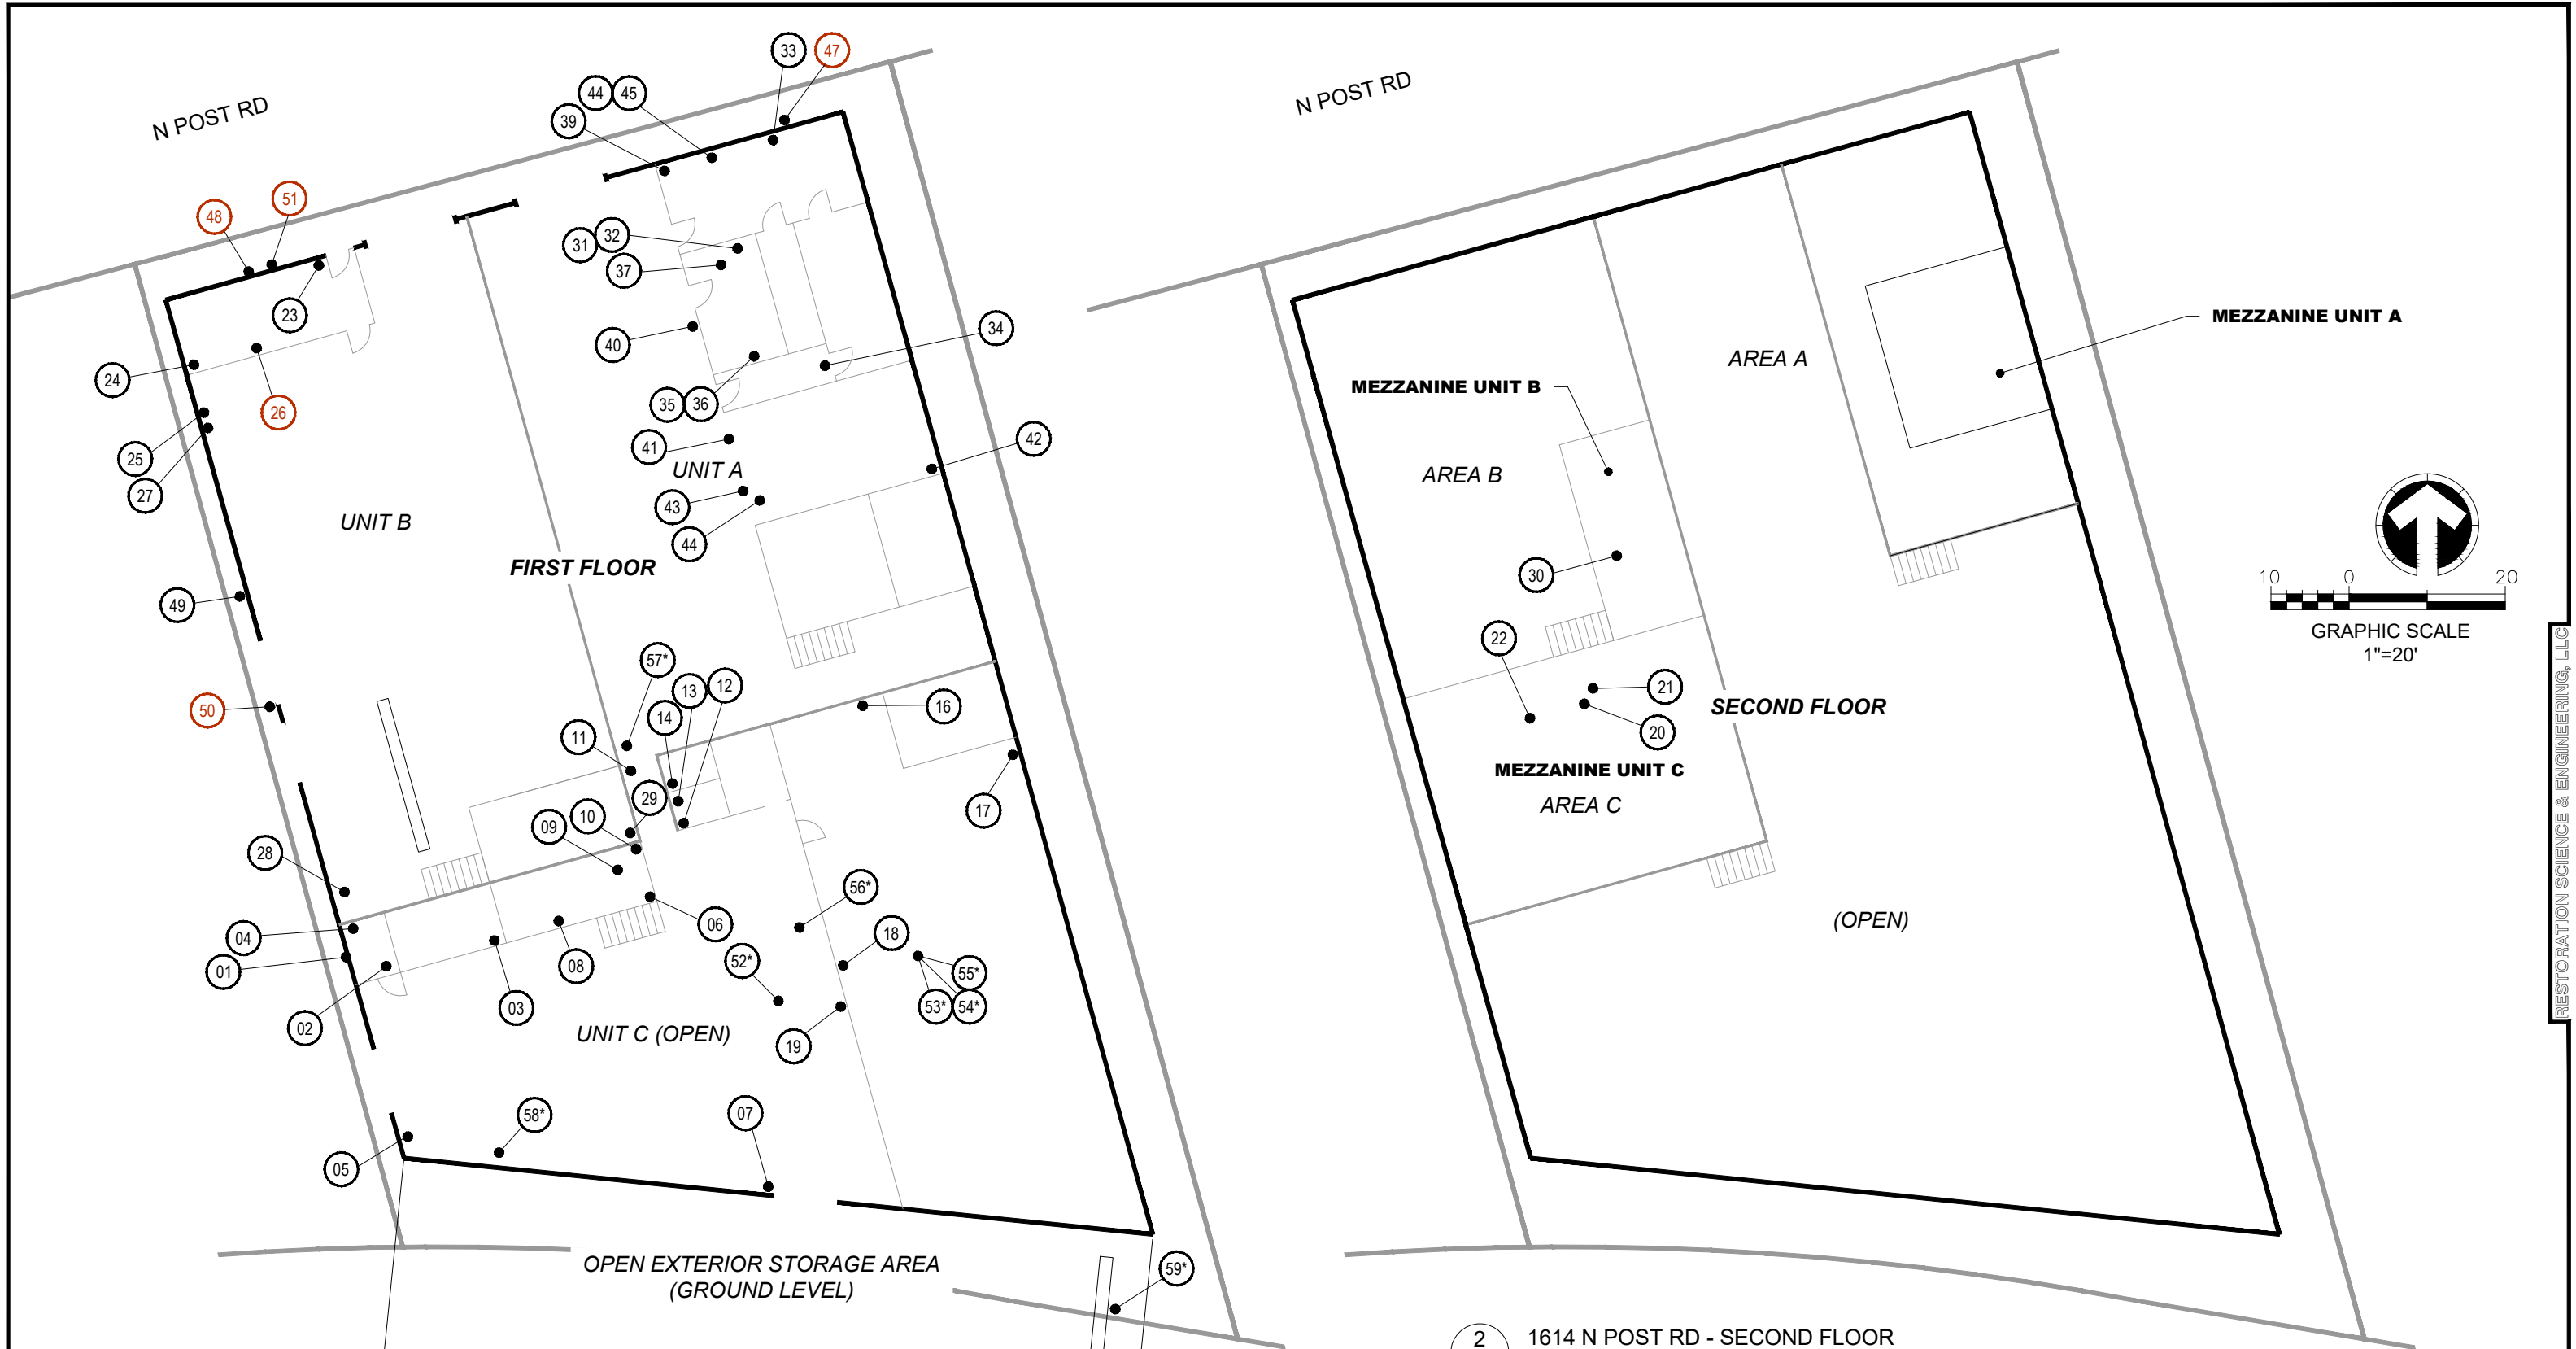 N POST RD
33
47
44
45
39
48
51
23
31
32
37
40
34
24
26
35
36
25
27
41
UNIT A
42
43
44
UNIT B
FIRST FLOOR
49
50
57*
14
13
12
11
16
29
10
09
17
28
04
01
02
03
08
06
56*
18
52*
55*
53*
54*
19
UNIT C (OPEN)
58*
07
05
OPEN EXTERIOR STORAGE AREA
(GROUND LEVEL)
59*
N POST RD
MEZZANINE UNIT A
AREA A
MEZZANINE UNIT B
AREA B
30
22
21
20
SECOND FLOOR
MEZZANINE UNIT C
AREA C
(OPEN)
10 0 20
GRAPHIC SCALE
1"=20'
RESTORATION SCIENCE & ENGINEERING, LLC
2
1614 N POST RD - SECOND FLOOR